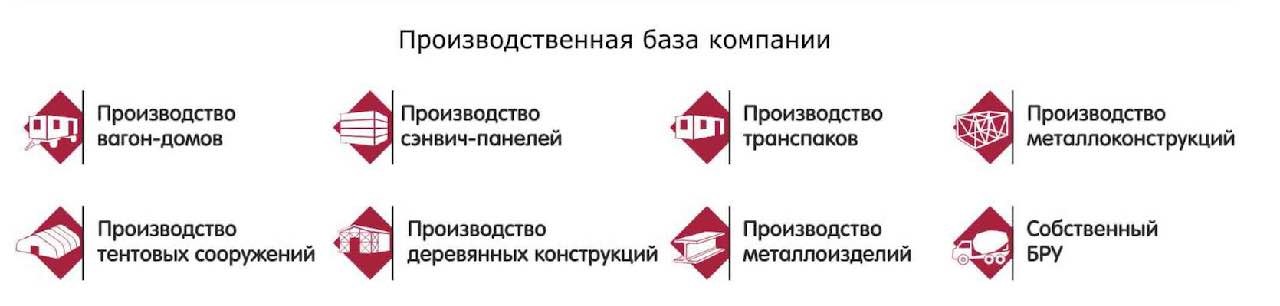 Производственная база компании
Производство
вагон-домов
Производство
сэнвич-панелей
Производство
транспаков
Производство
металлоконструкций
Производство
тентовых сооружений
Производство
деревянных конструкций
Производство
металлоизделий
Собственный
БРУ